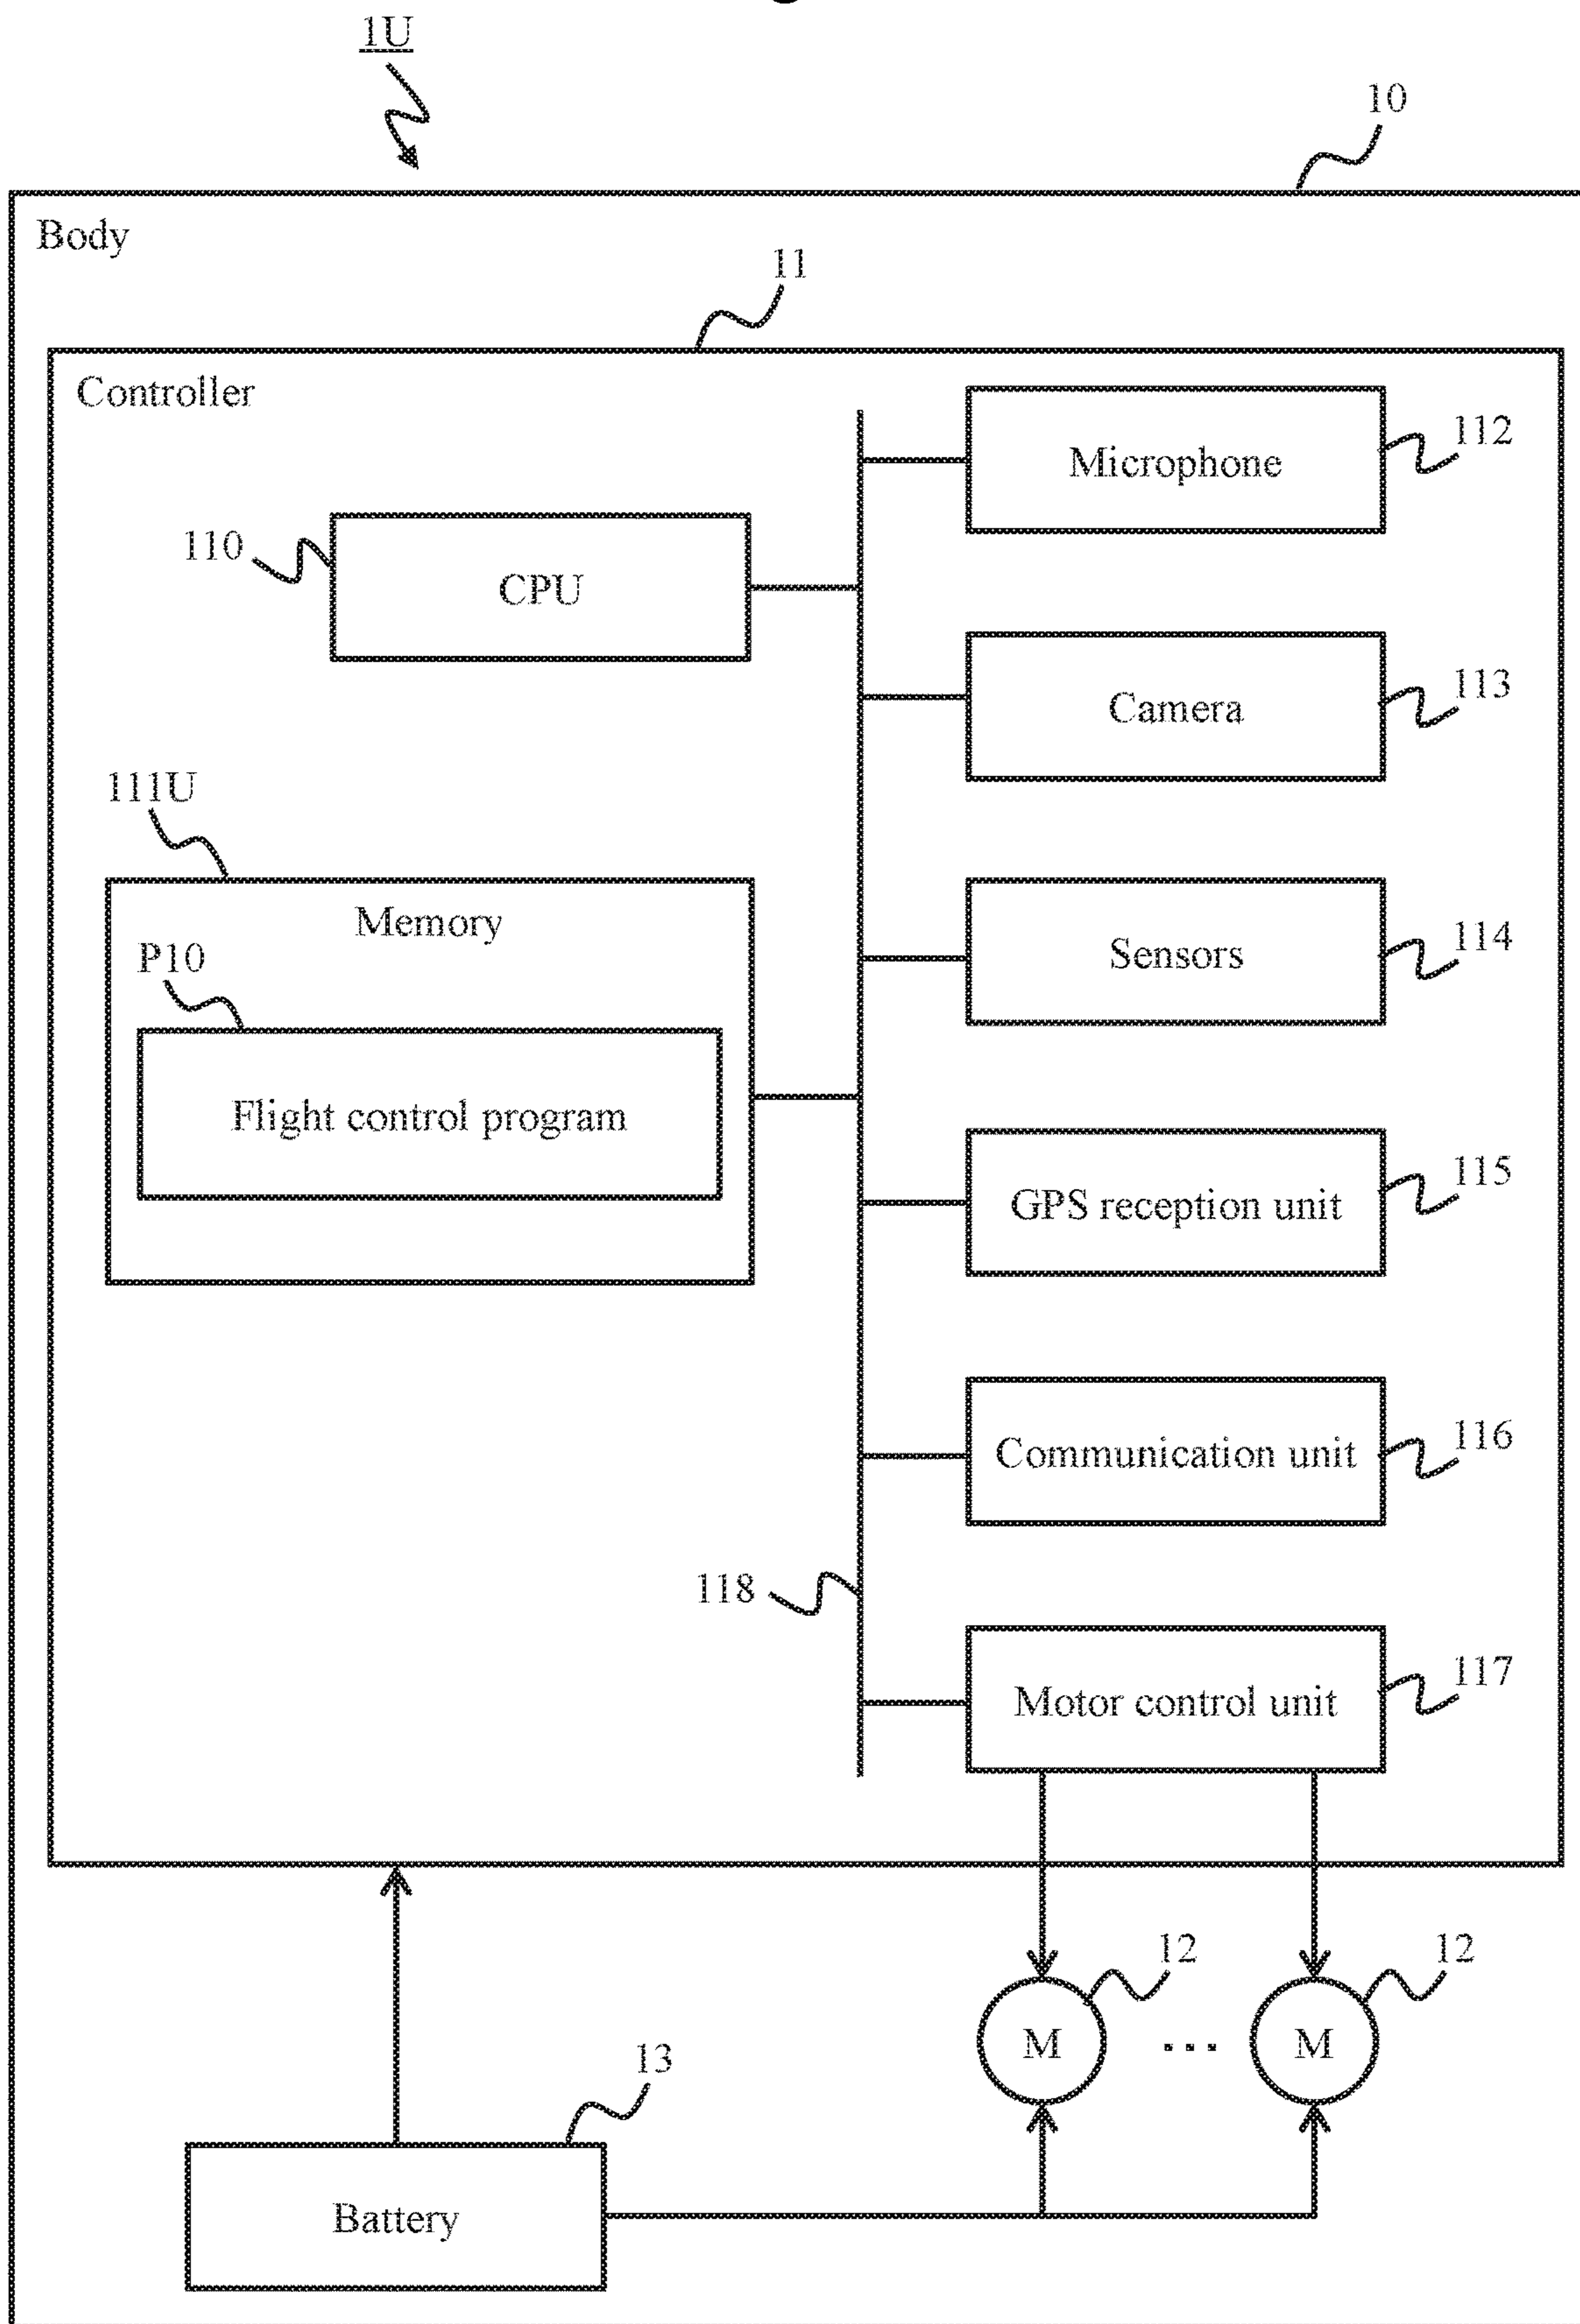 1U
10
Body
11
Controller
Microphone
112
110
CPU
Camera
113
111U
Memory
P10
Flight control program
Sensors
114
GPS reception unit
115
Communication unit
116
118
Motor control unit
117
12
12
M
...
M
13
Battery